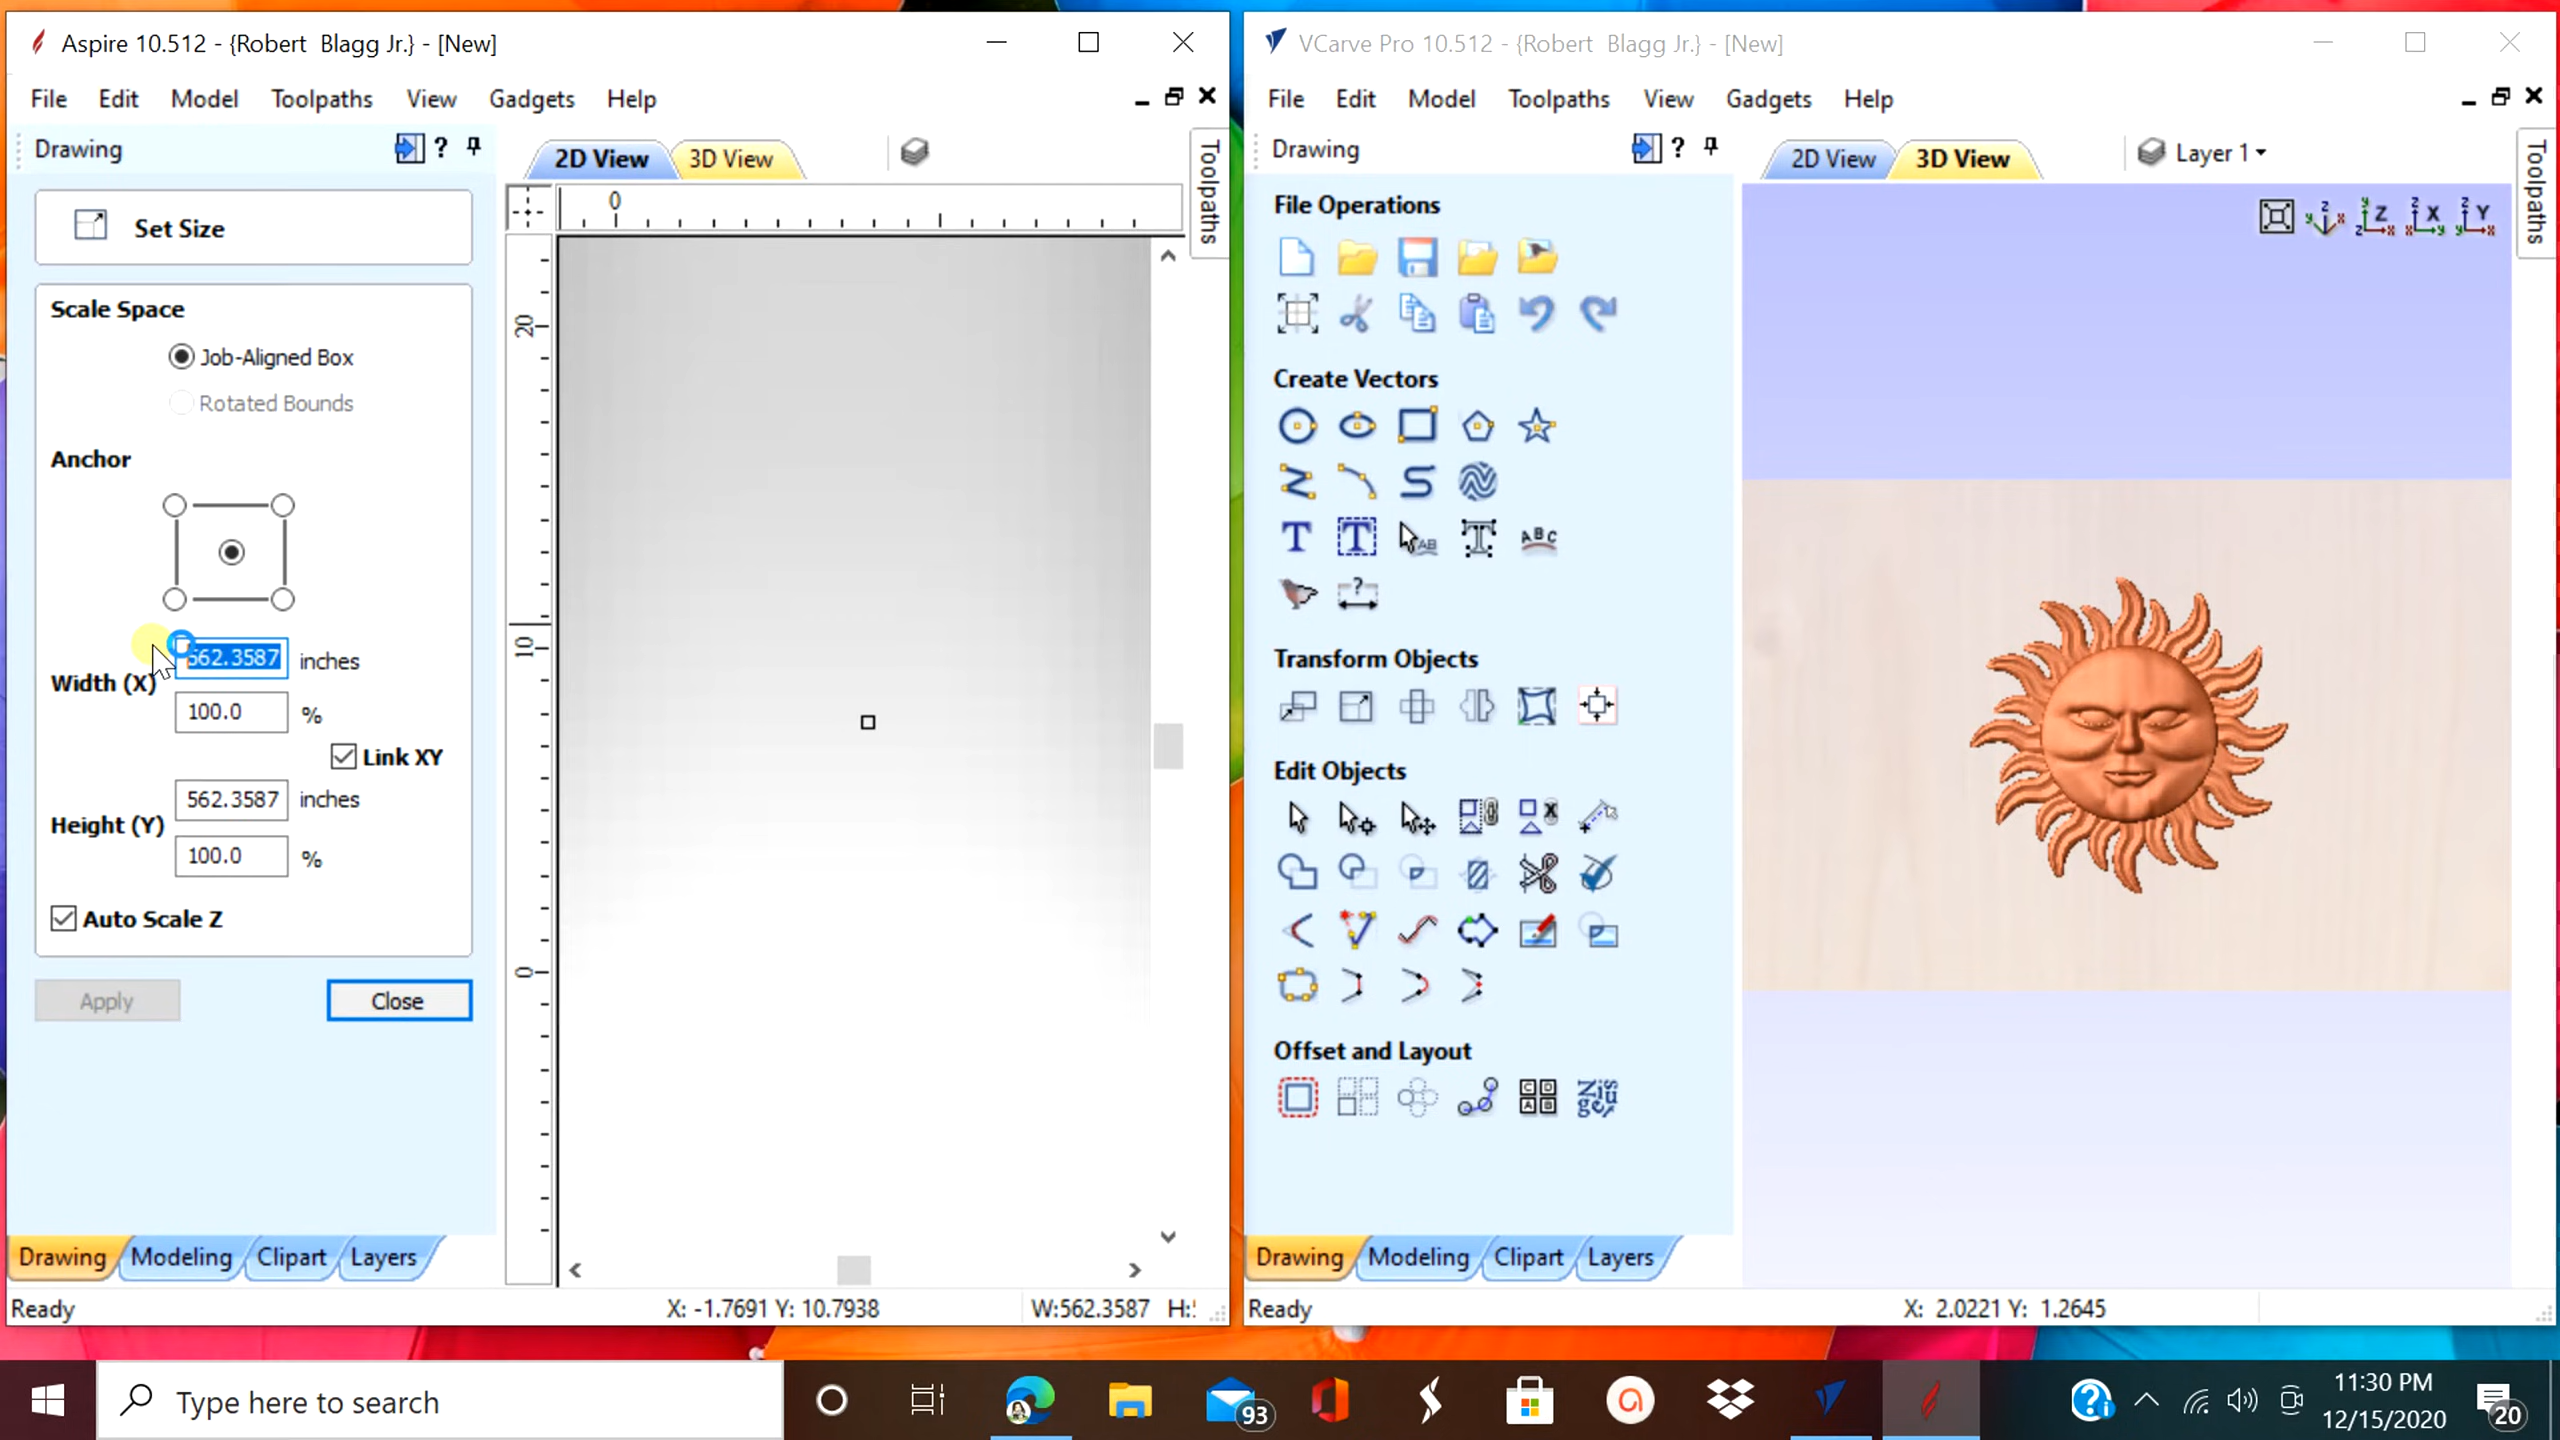 Aspire 10.512 - {Robert Blagg Jr.} - [New]
File Edit Model Toolpaths View Gadgets Help
Drawing
?
2D View
3D View
Toolpaths
Set Size
Scale Space
Job-Aligned Box
Rotated Bounds
Anchor
562.3587 inches
Width (X)
100.0 %
Link XY
562.3587 inches
Height (Y)
100.0 %
Auto Scale Z
Apply
Close
0
20
10
0
Drawing Modeling Clipart Layers
Ready
X: -1.7691 Y: 10.7938
W:562.3587 H:
VCarve Pro 10.512 - {Robert Blagg Jr.} - [New]
File Edit Model Toolpaths View Gadgets Help
Drawing
?
2D View
3D View
Layer 1
Toolpaths
File Operations
Create Vectors
Transform Objects
Edit Objects
Offset and Layout
Drawing Modeling Clipart Layers
Ready
X: 2.0221 Y: 1.2645
Type here to search
93
11:30 PM
12/15/2020
20